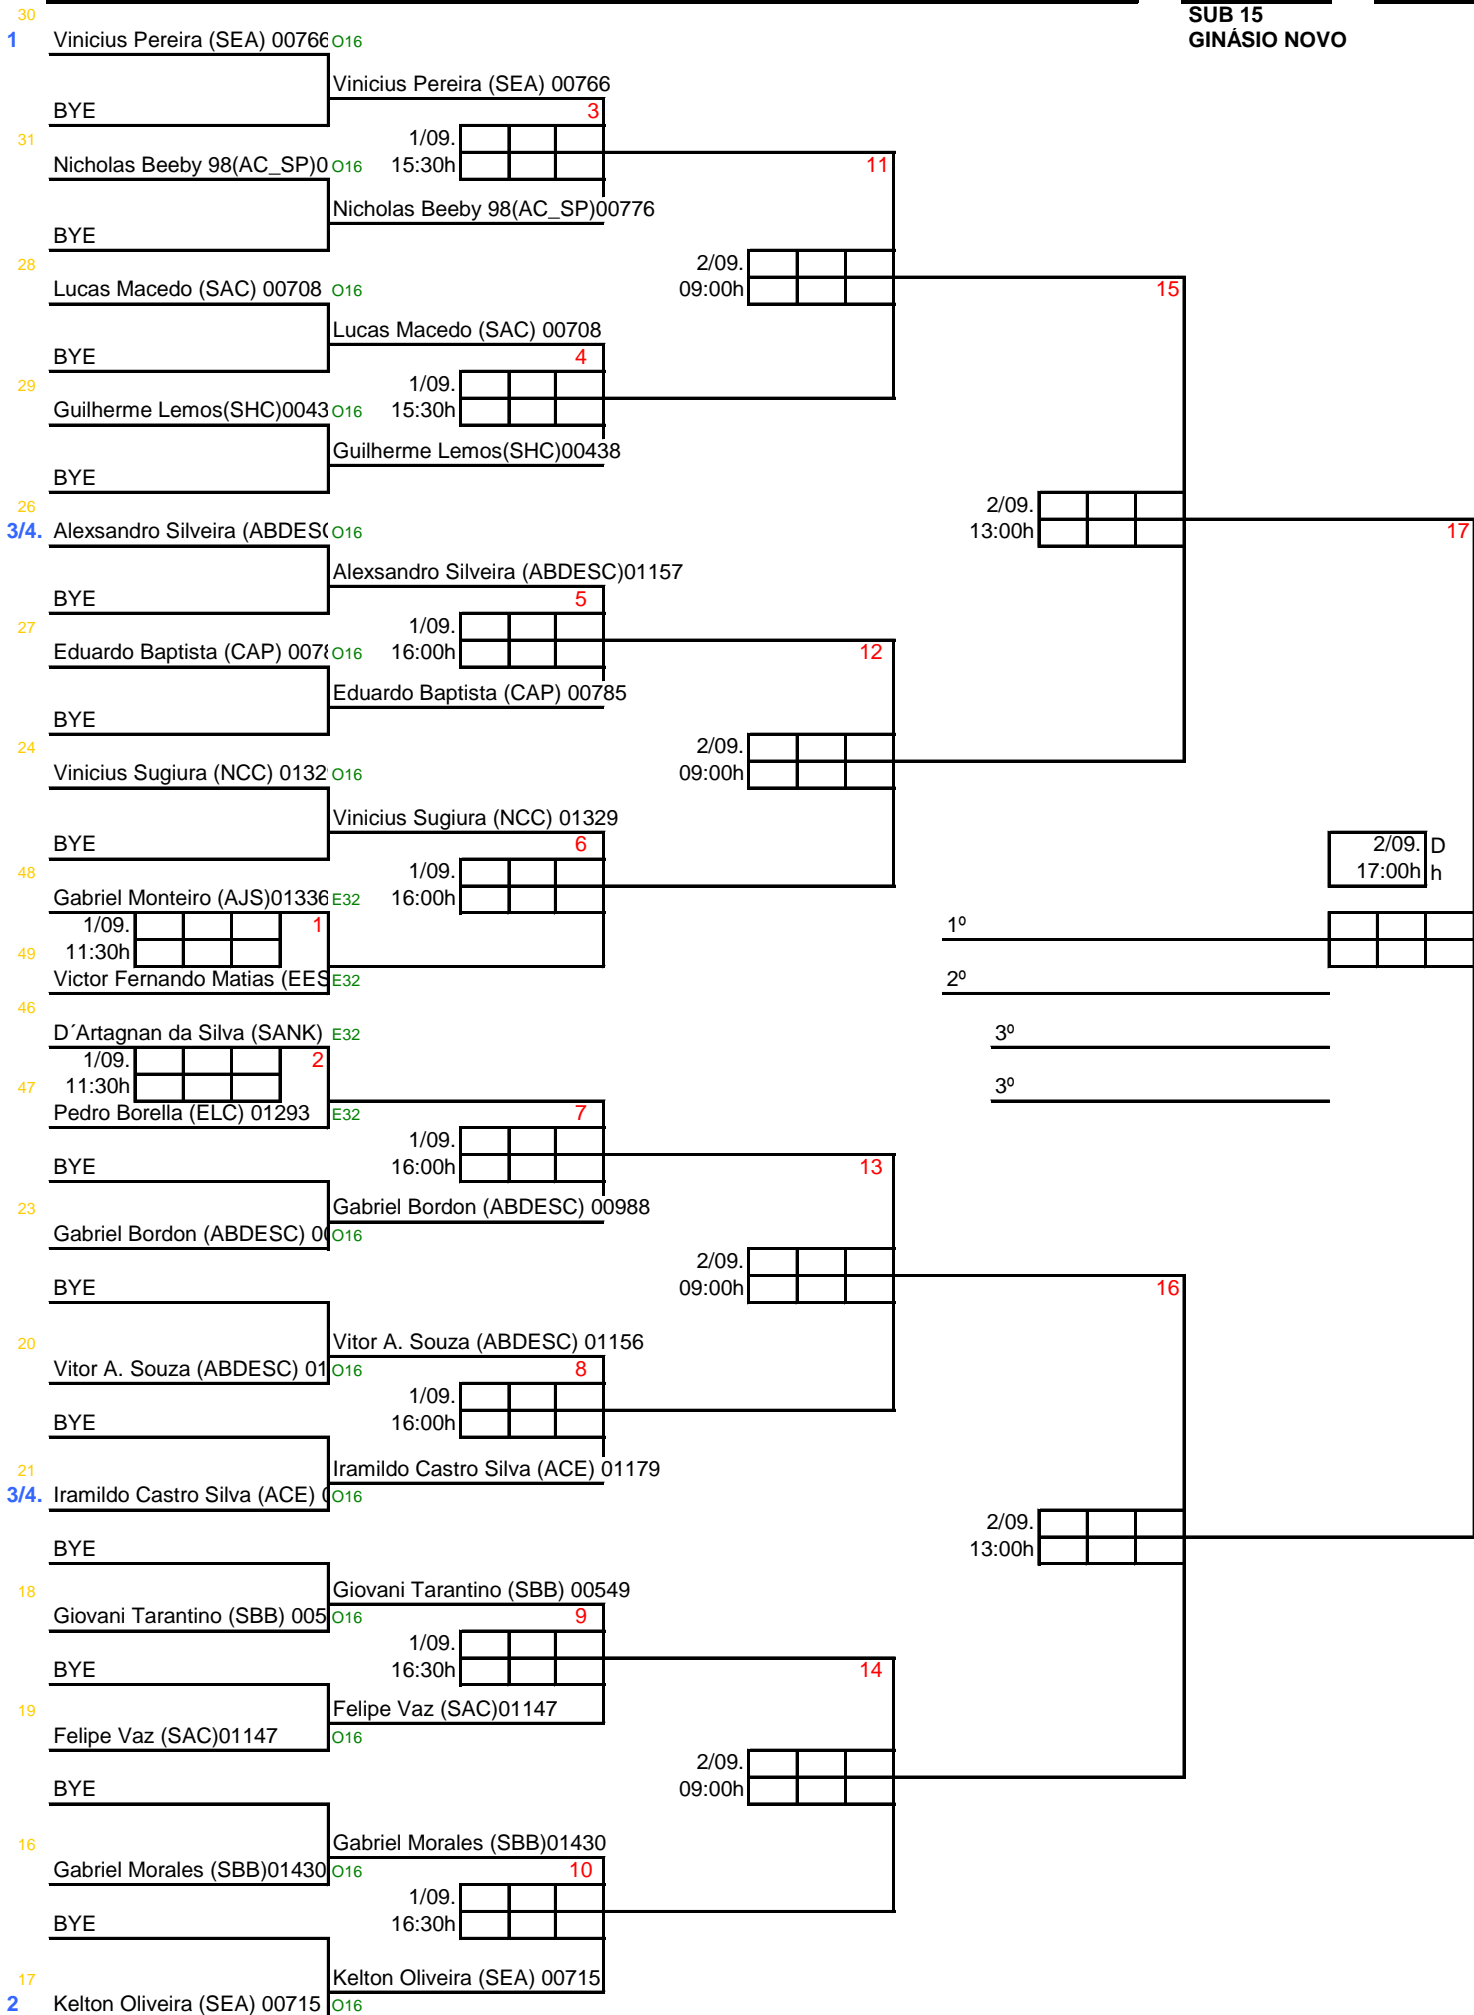 30
SUB 15
1 Vinicius Pereira (SEA) 00766 O16
GINÁSIO NOVO
Vinicius Pereira (SEA) 00766
BYE
3
31
1/09.
Nicholas Beeby 98(AC_SP)0 O16
15:30h
11
Nicholas Beeby 98(AC_SP)00776
BYE
28
2/09.
Lucas Macedo (SAC) 00708 O16
09:00h
15
Lucas Macedo (SAC) 00708
BYE
4
29
1/09.
Guilherme Lemos(SHC)0043 O16
15:30h
Guilherme Lemos(SHC)00438
BYE
26
2/09.
3/4. Alexsandro Silveira (ABDESC O16
13:00h
17
Alexsandro Silveira (ABDESC)01157
BYE
5
27
1/09.
Eduardo Baptista (CAP) 0078 O16
16:00h
12
Eduardo Baptista (CAP) 00785
BYE
24
2/09.
Vinicius Sugiura (NCC) 0132 O16
09:00h
Vinicius Sugiura (NCC) 01329
BYE
6
2/09. D
48
1/09.
17:00h h
Gabriel Monteiro (AJS)01336 E32
16:00h
1/09.
1
1º
49 11:30h
Victor Fernando Matias (EES E32
2º
46
D´Artagnan da Silva (SANK) E32
3º
1/09.
2
47 11:30h
3º
Pedro Borella (ELC) 01293 E32
7
1/09.
BYE
16:00h
13
23
Gabriel Bordon (ABDESC) 00988
Gabriel Bordon (ABDESC) 00 O16
2/09.
BYE
09:00h
16
20
Vitor A. Souza (ABDESC) 01156
Vitor A. Souza (ABDESC) 01 O16
8
1/09.
BYE
16:00h
21
Iramildo Castro Silva (ACE) 01179
3/4. Iramildo Castro Silva (ACE) 0 O16
2/09.
BYE
13:00h
18
Giovani Tarantino (SBB) 00549
Giovani Tarantino (SBB) 005 O16
9
1/09.
BYE
16:30h
14
19
Felipe Vaz (SAC)01147
Felipe Vaz (SAC)01147 O16
2/09.
BYE
09:00h
16
Gabriel Morales (SBB)01430
Gabriel Morales (SBB)01430 O16
10
1/09.
BYE
16:30h
17
Kelton Oliveira (SEA) 00715
2 Kelton Oliveira (SEA) 00715 O16